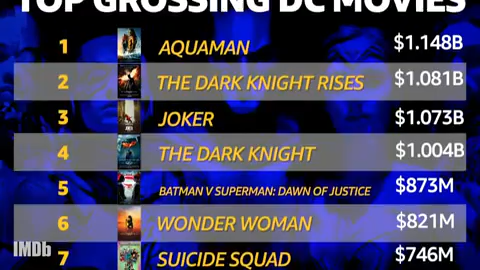 TOP GROSSING DC MOVIES
1 AQUAMAN $1.148B
2 THE DARK KNIGHT RISES $1.081B
3 JOKER $1.073B
4 THE DARK KNIGHT $1.004B
5 BATMAN V SUPERMAN: DAWN OF JUSTICE $873M
6 WONDER WOMAN $821M
7 SUICIDE SQUAD $746M
IMDb